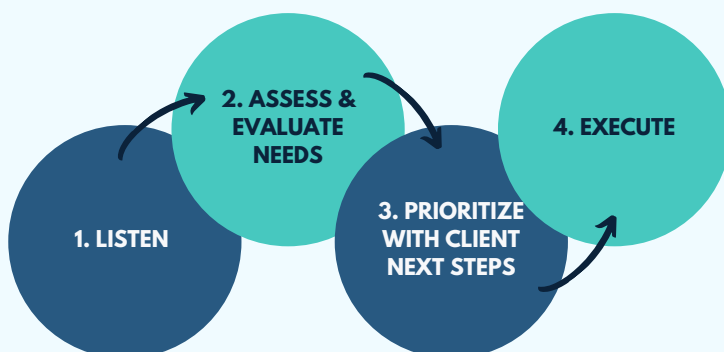 1. LISTEN
2. ASSESS &
EVALUATE
NEEDS
3. PRIORITIZE
WITH CLIENT
NEXT STEPS
4. EXECUTE